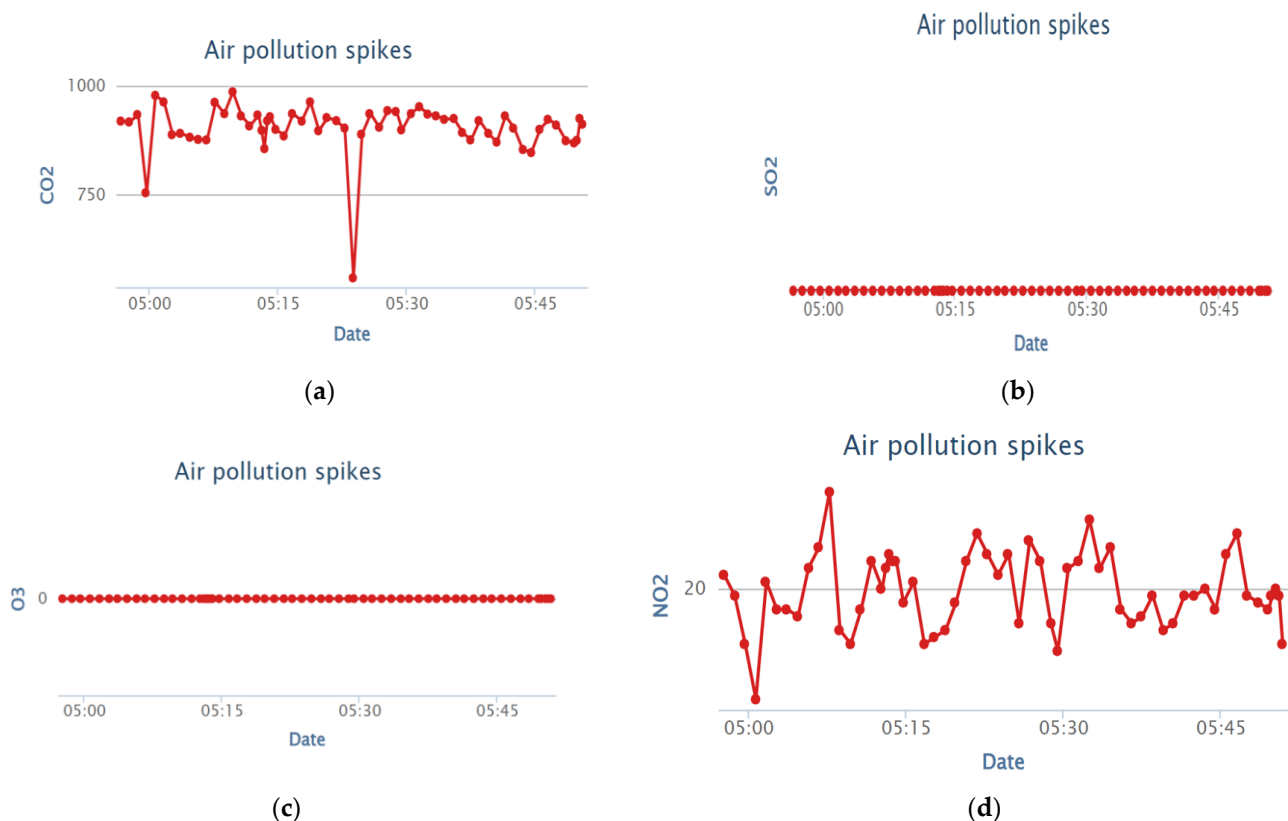 Air pollution spikes
1000
750
CO2
05:00 05:15 05:30 05:45
Date
(a)
Air pollution spikes
SO2
05:00 05:15 05:30 05:45
Date
(b)
Air pollution spikes
O3
0
05:00 05:15 05:30 05:45
Date
(c)
Air pollution spikes
NO2
20
05:00 05:15 05:30 05:45
Date
(d)